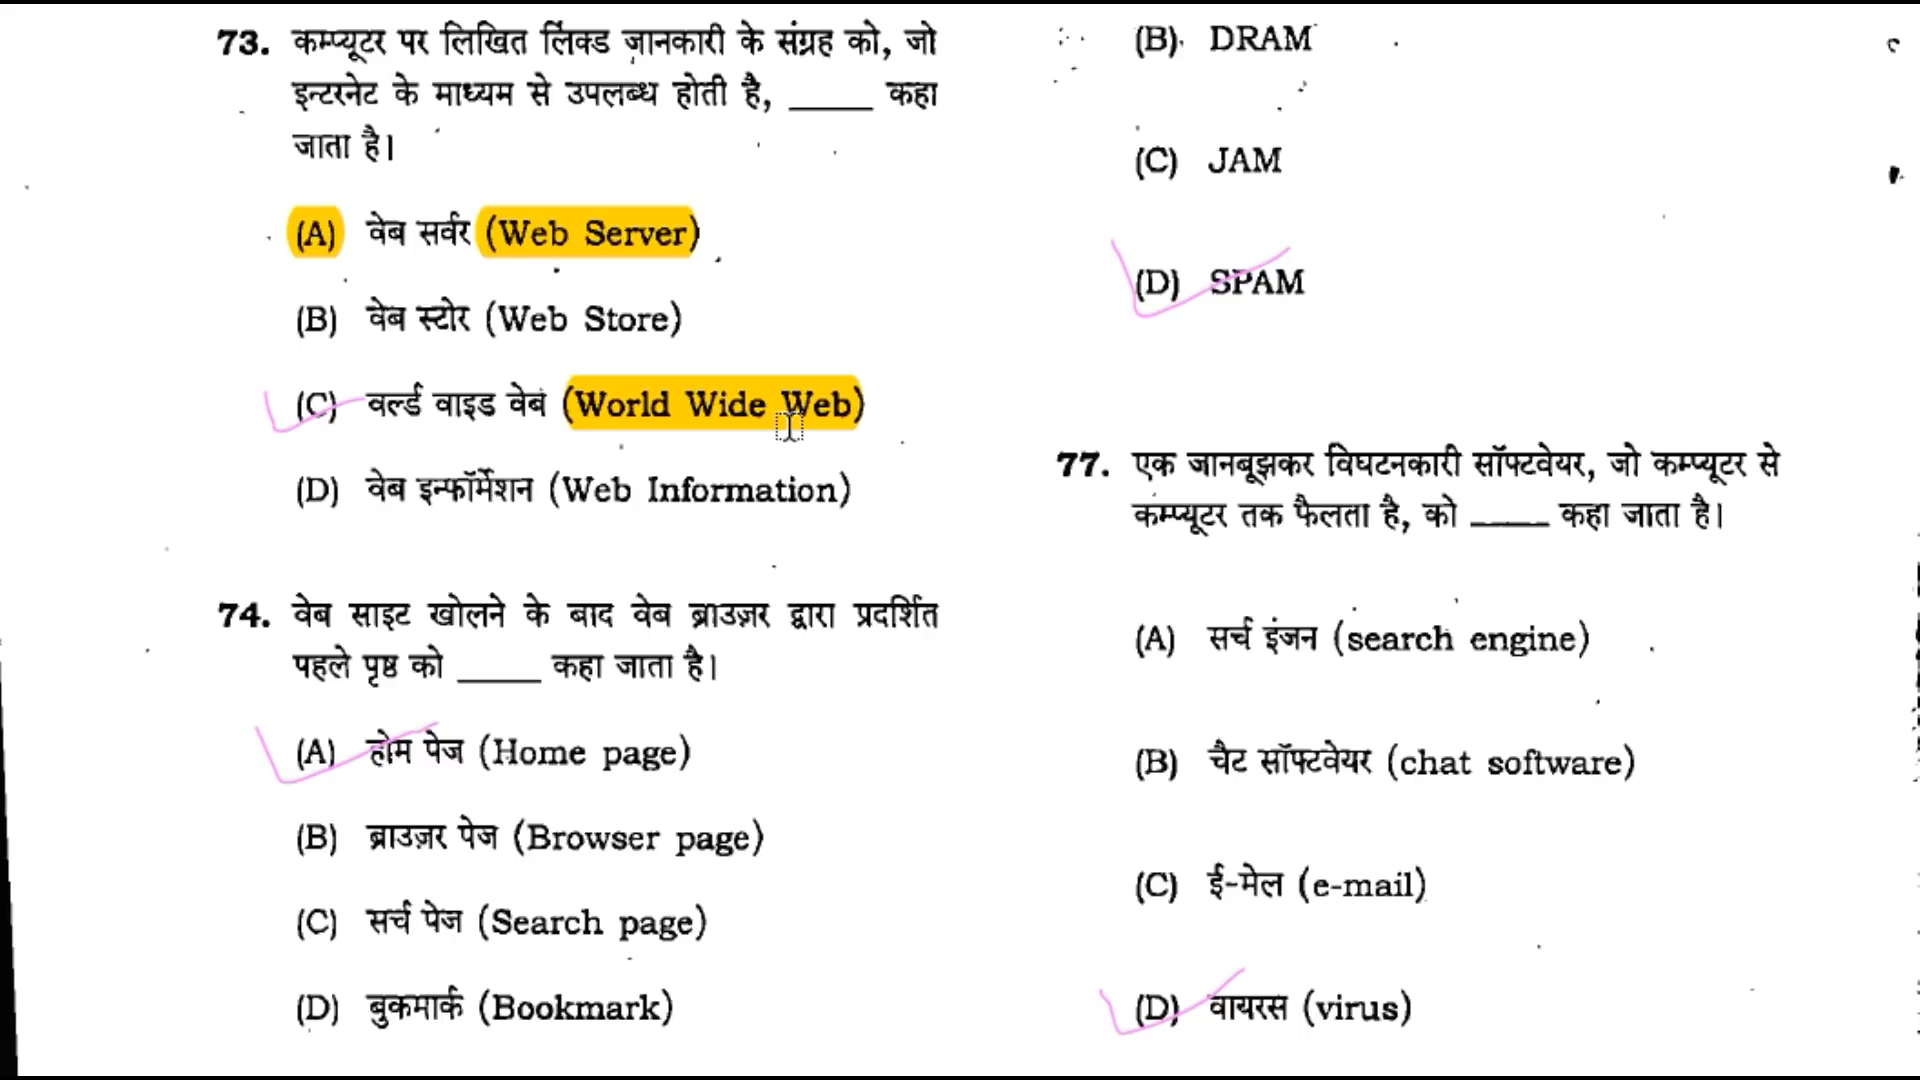 73. कम्प्यूटर पर लिखित लिंक्ड जानकारी के संग्रह को, जो
इन्टरनेट के माध्यम से उपलब्ध होती है, _____ कहा
जाता है।
(A) वेब सर्वर (Web Server)
(B) वेब स्टोर (Web Store)
(C) वर्ल्ड वाइड वेब (World Wide Web)
(D) वेब इन्फॉर्मेशन (Web Information)
74. वेब साइट खोलने के बाद वेब ब्राउज़र द्वारा प्रदर्शित
पहले पृष्ठ को _____ कहा जाता है।
(A) होम पेज (Home page)
(B) ब्राउज़र पेज (Browser page)
(C) सर्च पेज (Search page)
(D) बुकमार्क (Bookmark)
(B) DRAM
(C) JAM
(D) SPAM
77. एक जानबूझकर विघटनकारी सॉफ्टवेयर, जो कम्प्यूटर से
कम्प्यूटर तक फैलता है, को _____ कहा जाता है।
(A) सर्च इंजन (search engine)
(B) चैट सॉफ्टवेयर (chat software)
(C) ई-मेल (e-mail)
(D) वायरस (virus)